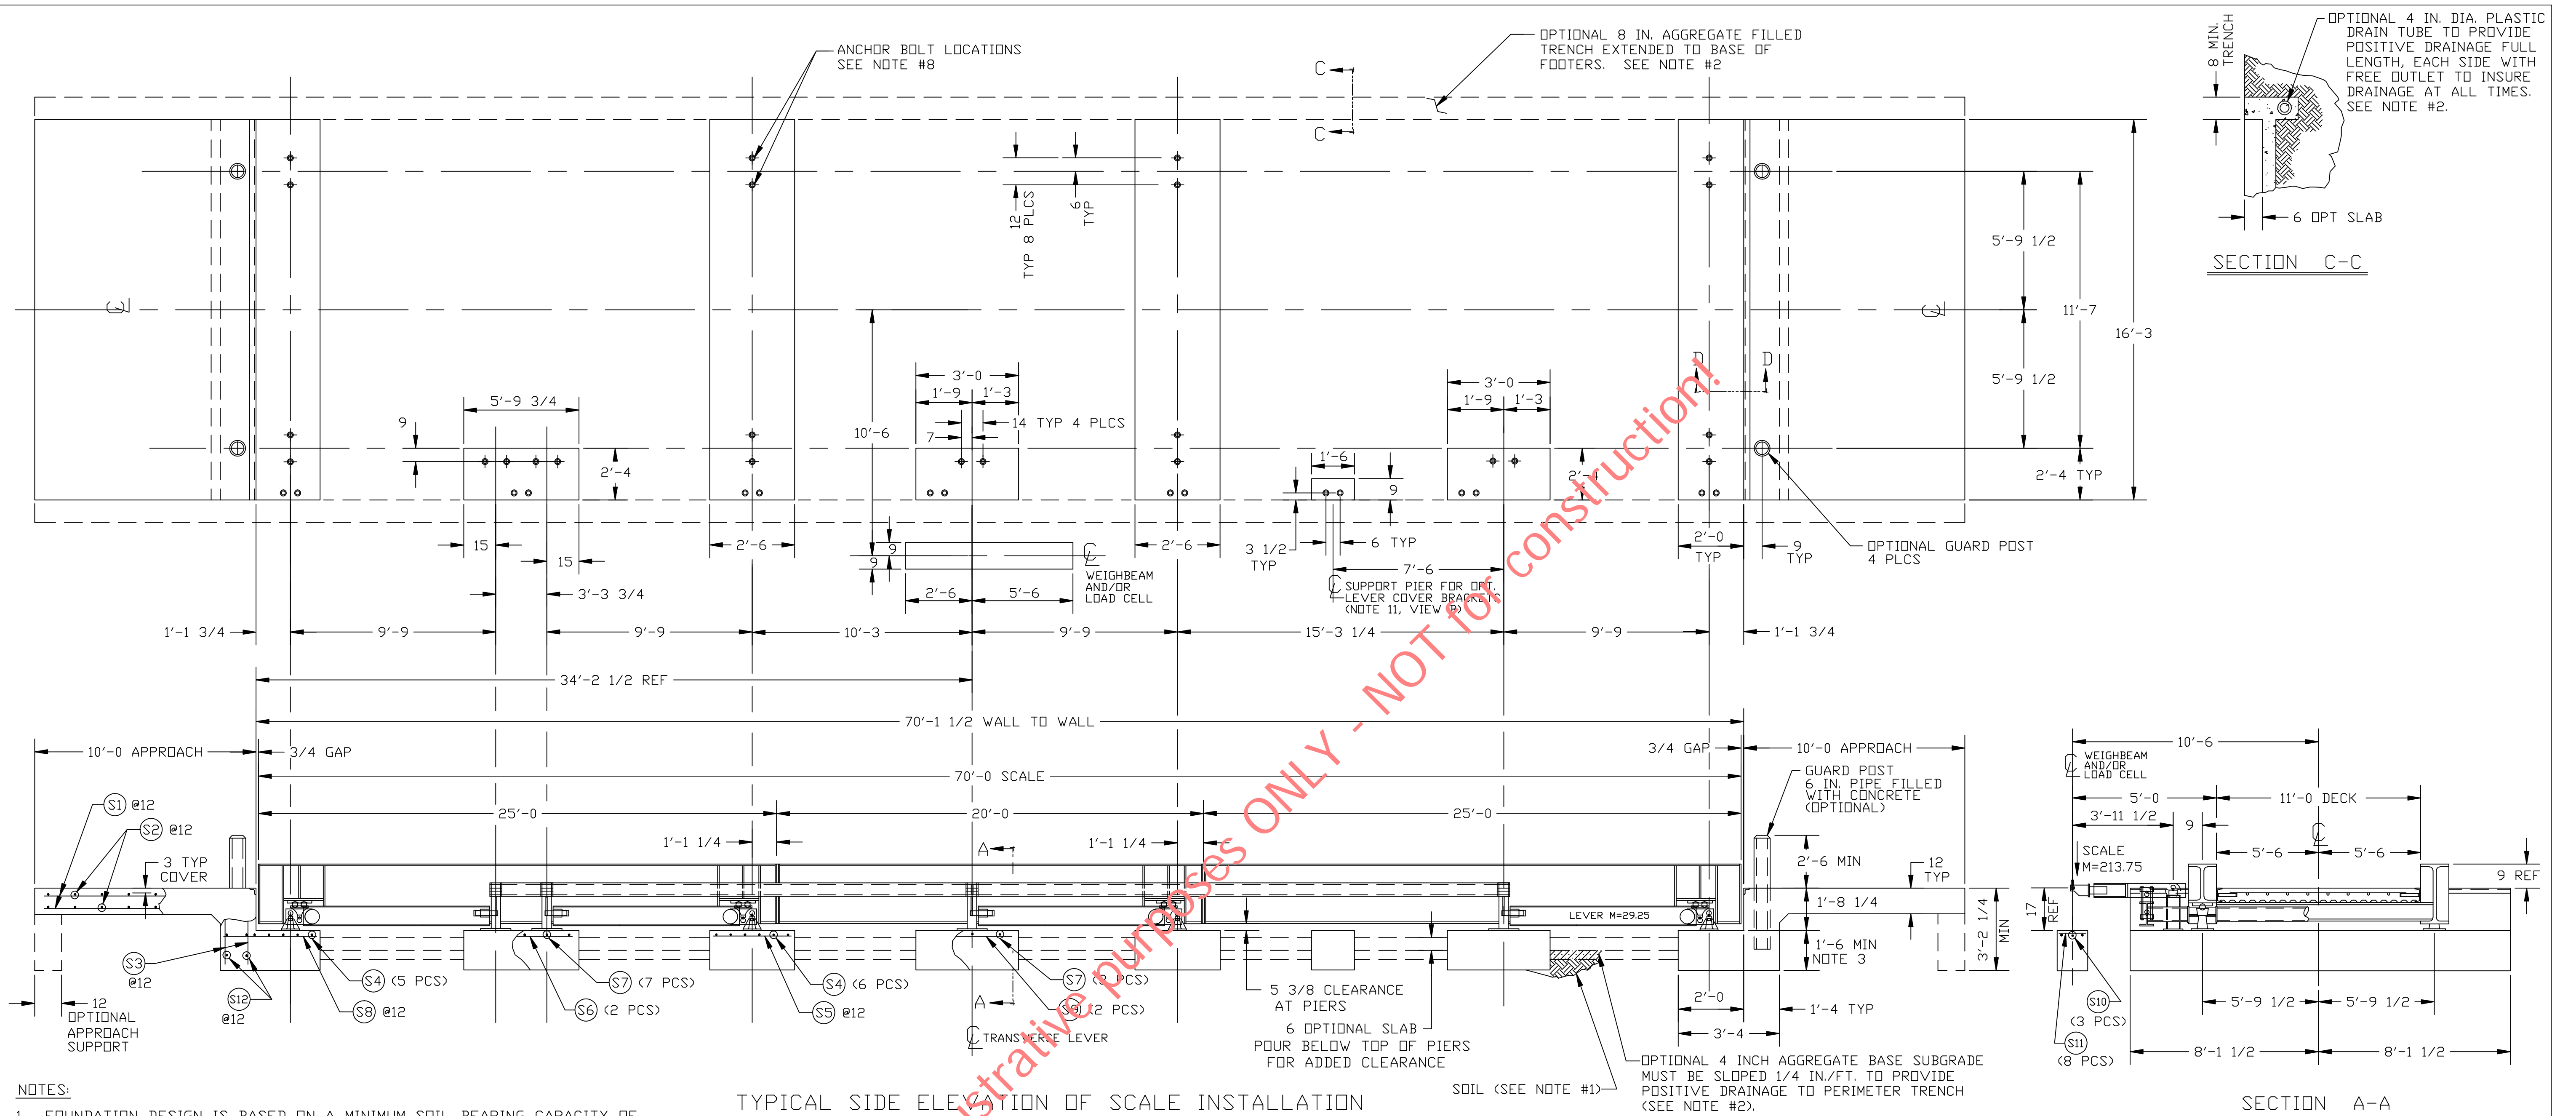 ANCHOR BOLT LOCATIONS
SEE NOTE #8
OPTIONAL 8 IN. AGGREGATE FILLED
TRENCH EXTENDED TO BASE OF
FOOTERS. SEE NOTE #2
C
C
8 MIN.
TRENCH
OPTIONAL 4 IN. DIA. PLASTIC
DRAIN TUBE TO PROVIDE
POSITIVE DRAINAGE FULL
LENGTH, EACH SIDE WITH
FREE OUTLET TO INSURE
DRAINAGE AT ALL TIMES.
SEE NOTE #2.
6 OPT SLAB
SECTION C-C
12
TYP 8 PLCS
6
TYP
5'-9 1/2
11'-7
16'-3
5'-9 1/2
2'-4 TYP
D
D
5'-9 3/4
9
2'-4
10'-6
3'-0
1'-9
1'-3
14 TYP 4 PLCS
7
1'-6
9
3'-0
1'-9
1'-3
2'-4
15
15
3'-3 3/4
2'-6
9
9
2'-6
5'-6
WEIGHBEAM
AND/OR
LOAD CELL
2'-6
3 1/2
TYP
6 TYP
7'-6
SUPPORT PIER FOR OPT.
LEVER COVER BRACKETS
(NOTE 11, VIEW B)
2'-0
TYP
9
TYP
OPTIONAL GUARD POST
4 PLCS
1'-1 3/4
9'-9
9'-9
10'-3
9'-9
15'-3 1/4
9'-9
1'-1 3/4
34'-2 1/2 REF
70'-1 1/2 WALL TO WALL
10'-0 APPROACH
3/4 GAP
3/4 GAP
10'-0 APPROACH
70'-0 SCALE
25'-0
20'-0
25'-0
1'-1 1/4
1'-1 1/4
A
A
GUARD POST
6 IN. PIPE FILLED
WITH CONCRETE
(OPTIONAL)
2'-6 MIN
12
TYP
1'-8 1/4
1'-6 MIN
NOTE 3
3'-2 1/4
MIN
S1 @12
S2 @12
3 TYP
COVER
S3
@12
S12
@12
S4 (5 PCS)
S8 @12
S7 (7 PCS)
S6 (2 PCS)
S4 (6 PCS)
S5 @12
S9 (2 PCS)
LEVER M=29.25
12
OPTIONAL
APPROACH
SUPPORT
TRANSVERSE LEVER
5 3/8 CLEARANCE
AT PIERS
6 OPTIONAL SLAB
POUR BELOW TOP OF PIERS
FOR ADDED CLEARANCE
2'-0
1'-4 TYP
3'-4
SOIL (SEE NOTE #1)
OPTIONAL 4 INCH AGGREGATE BASE SUBGRADE
MUST BE SLOPED 1/4 IN./FT. TO PROVIDE
POSITIVE DRAINAGE TO PERIMETER TRENCH
(SEE NOTE #2).
10'-6
WEIGHBEAM
AND/OR
LOAD CELL
5'-0
11'-0 DECK
3'-11 1/2
9
5'-6
5'-6
SCALE
M=213.75
9 REF
17
REF
S10
(3 PCS)
S11
(8 PCS)
5'-9 1/2
5'-9 1/2
8'-1 1/2
8'-1 1/2
SECTION A-A
TYPICAL SIDE ELEVATION OF SCALE INSTALLATION
NOTES:
1. FOUNDATION DESIGN IS BASED ON A MINIMUM SOIL BEARING CAPACITY OF
purposes ONLY - NOT for construction!